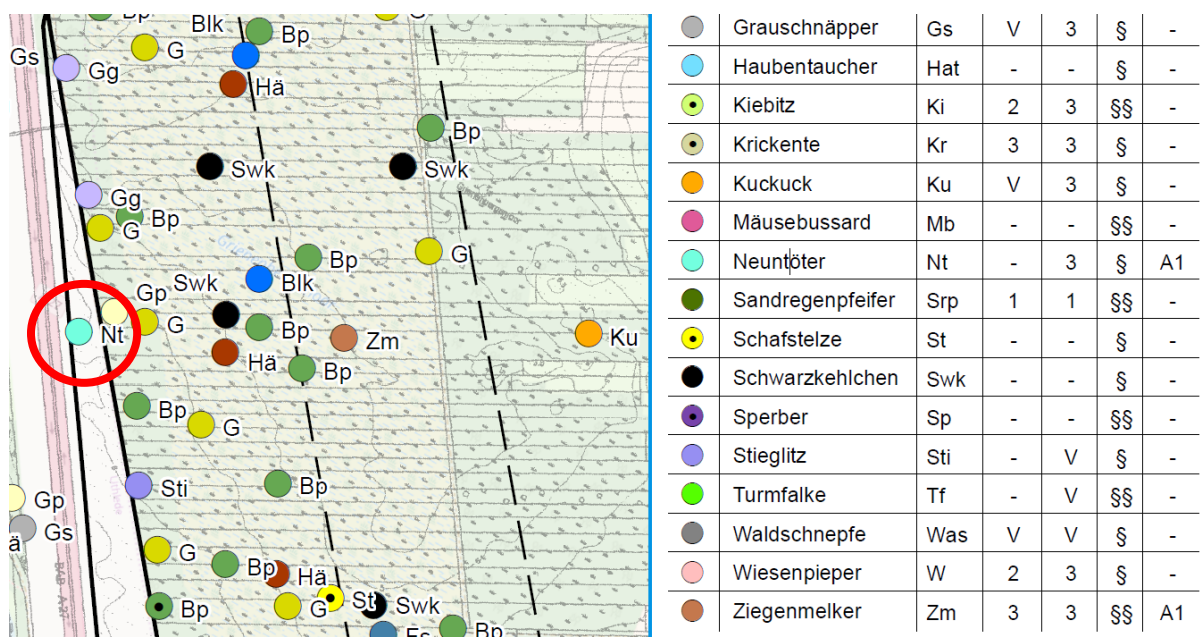 Bp
G
Blk
Bp
Gs
Gg
G
Hä
Bp
Swk
Swk
Gg
Bp
G
Bp
G
Swk
Blk
Gp
Nt
G
Bp
Zm
Ku
Hä
Bp
Bp
G
Sti
Bp
Gp
Gs
ä
G
Bp
Hä
G
St
Swk
Bp
Es
Bp
BAB A 27
Grauschnäpper Gs V 3 § -
Haubentaucher Hat - - § -
Kiebitz Ki 2 3 §§ -
Krickente Kr 3 3 § -
Kuckuck Ku V 3 § -
Mäusebussard Mb - - §§ -
Neuntöter Nt - 3 § A1
Sandregenpfeifer Srp 1 1 §§ -
Schafstelze St - - § -
Schwarzkehlchen Swk - - § -
Sperber Sp - - §§ -
Stieglitz Sti - V § -
Turmfalke Tf - V §§ -
Waldschnepfe Was V V § -
Wiesenpieper W 2 3 § -
Ziegenmelker Zm 3 3 §§ A1